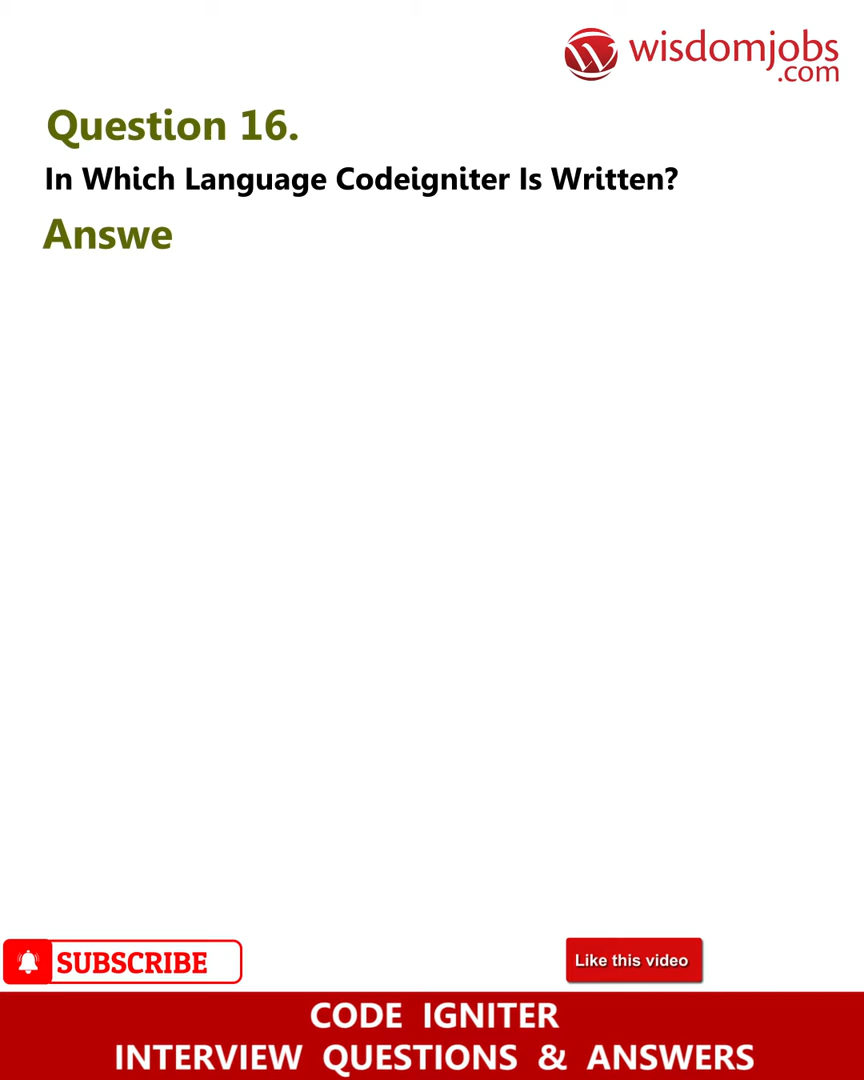 wisdomjobs
.com
Question 16.
In Which Language Codeigniter Is Written?
Answe
SUBSCRIBE
Like this video
CODE IGNITER
INTERVIEW QUESTIONS & ANSWERS